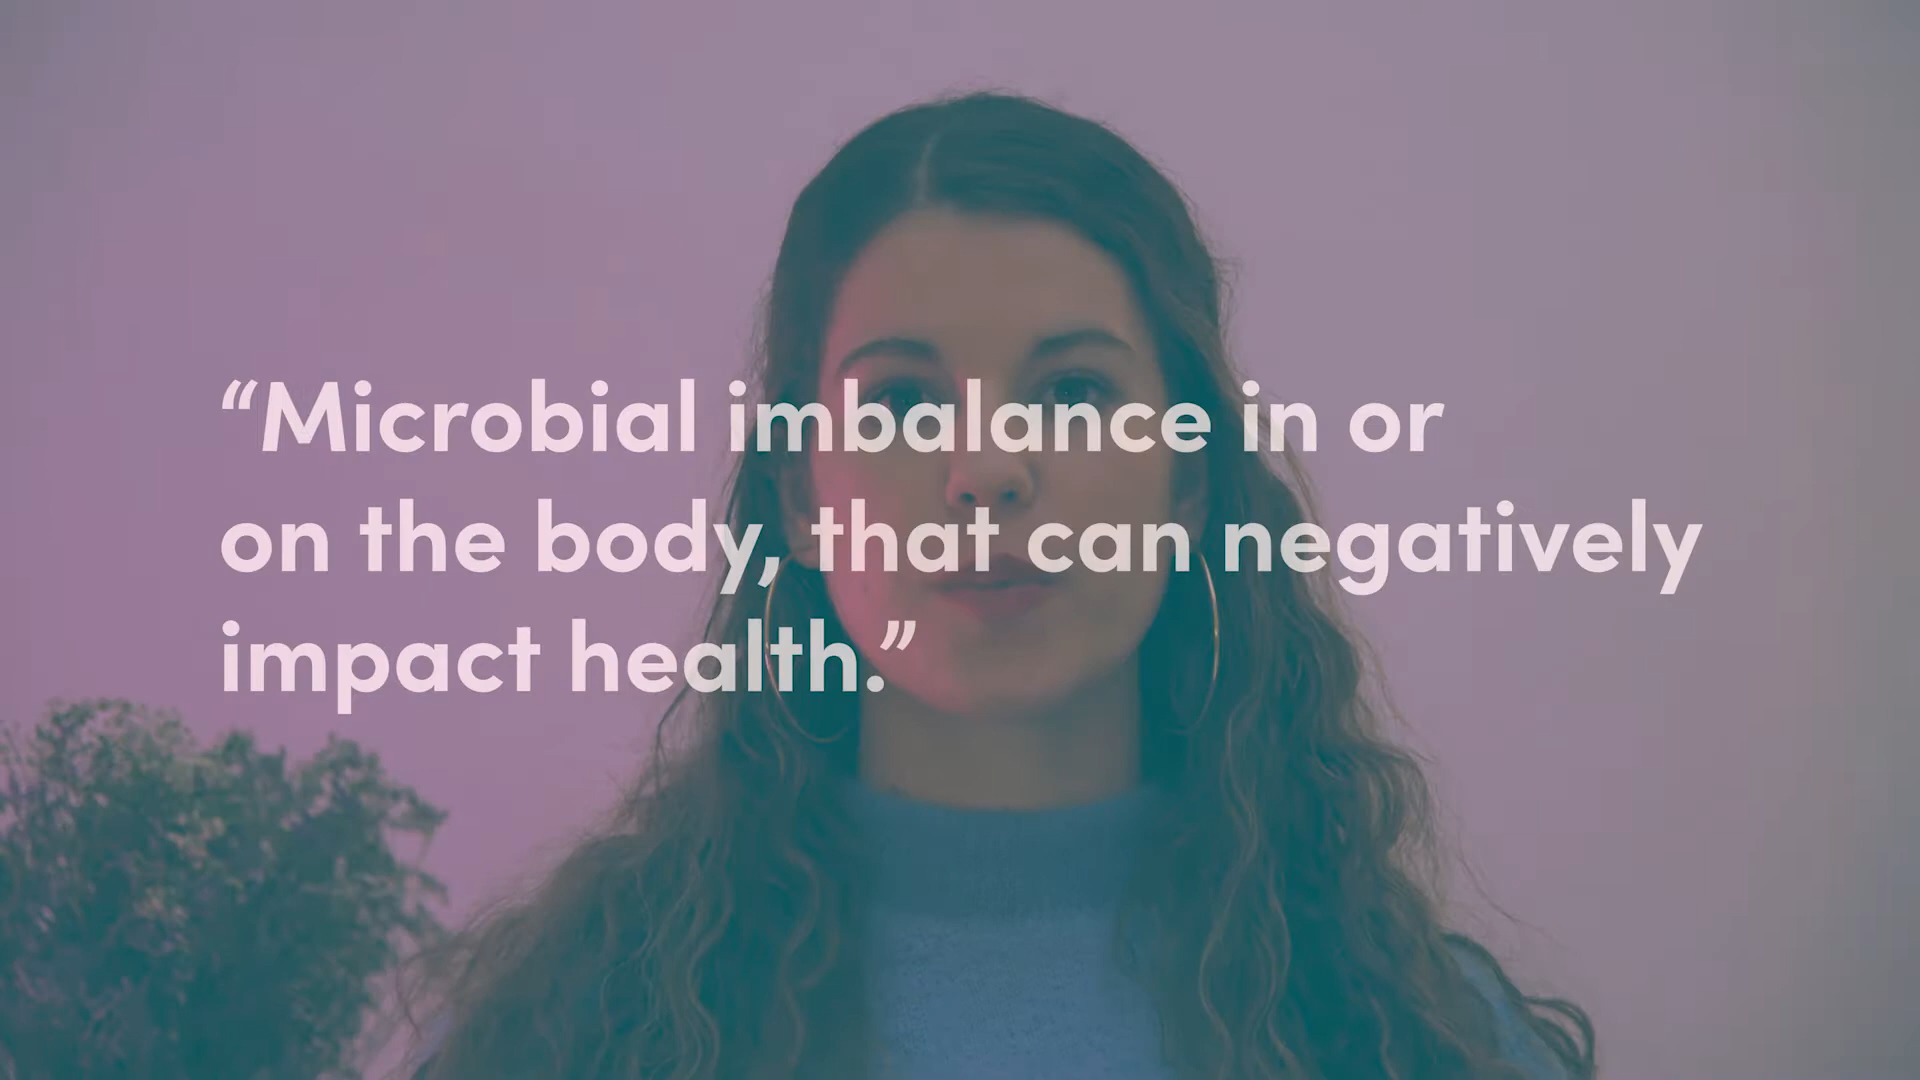 “Microbial imbalance in or
on the body, that can negatively
impact health.”